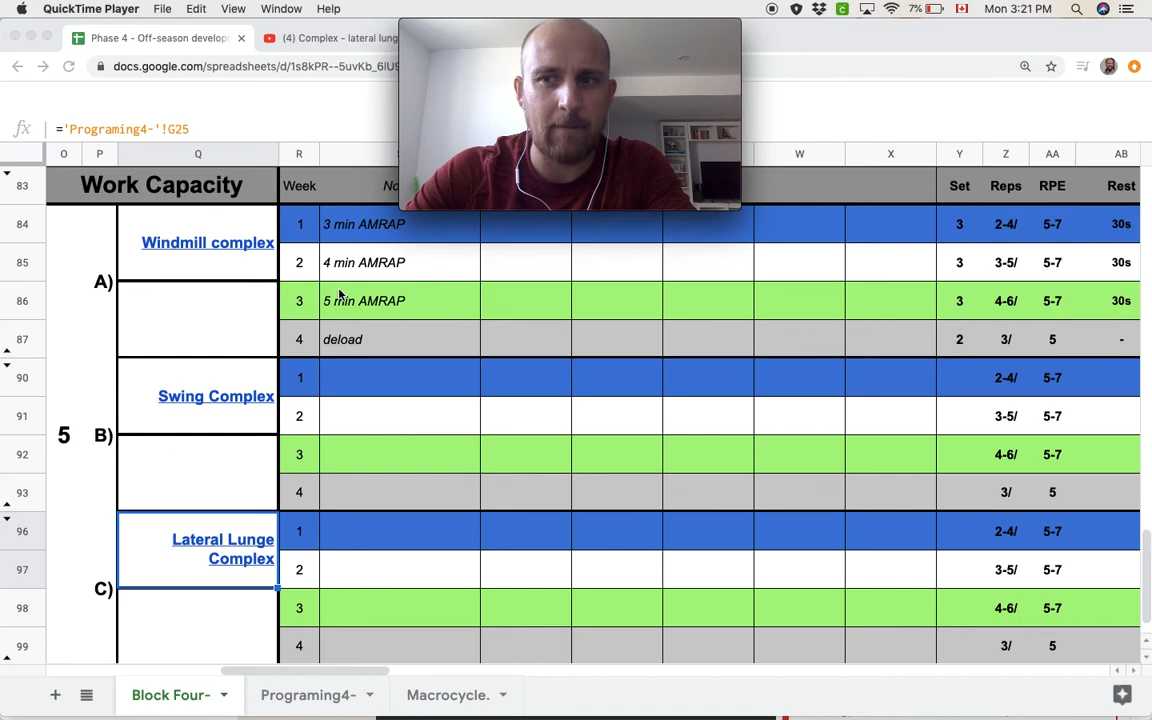 QuickTime Player File Edit View Window Help 7% Mon 3:21 PM
Phase 4 - Off-season develop
(4) Complex - lateral lung
docs.google.com/spreadsheets/d/1s8kPR--5uvKb_6IU9
fx ='Programing4-'!G25
O P Q R W X Y Z AA AB
83 Work Capacity Week Set Reps RPE Rest
84 Windmill complex 1 3 min AMRAP 3 2-4/ 5-7 30s
85 2 4 min AMRAP 3 3-5/ 5-7 30s
A)
86 3 5 min AMRAP 3 4-6/ 5-7 30s
87 4 deload 2 3/ 5 -
90 Swing Complex 1 2-4/ 5-7
91 2 3-5/ 5-7
5 B)
92 3 4-6/ 5-7
93 4 3/ 5
96 Lateral Lunge 1 2-4/ 5-7
97 Complex 2 3-5/ 5-7
C)
98 3 4-6/ 5-7
99 4 3/ 5
+ Block Four- Programing4- Macrocycle.